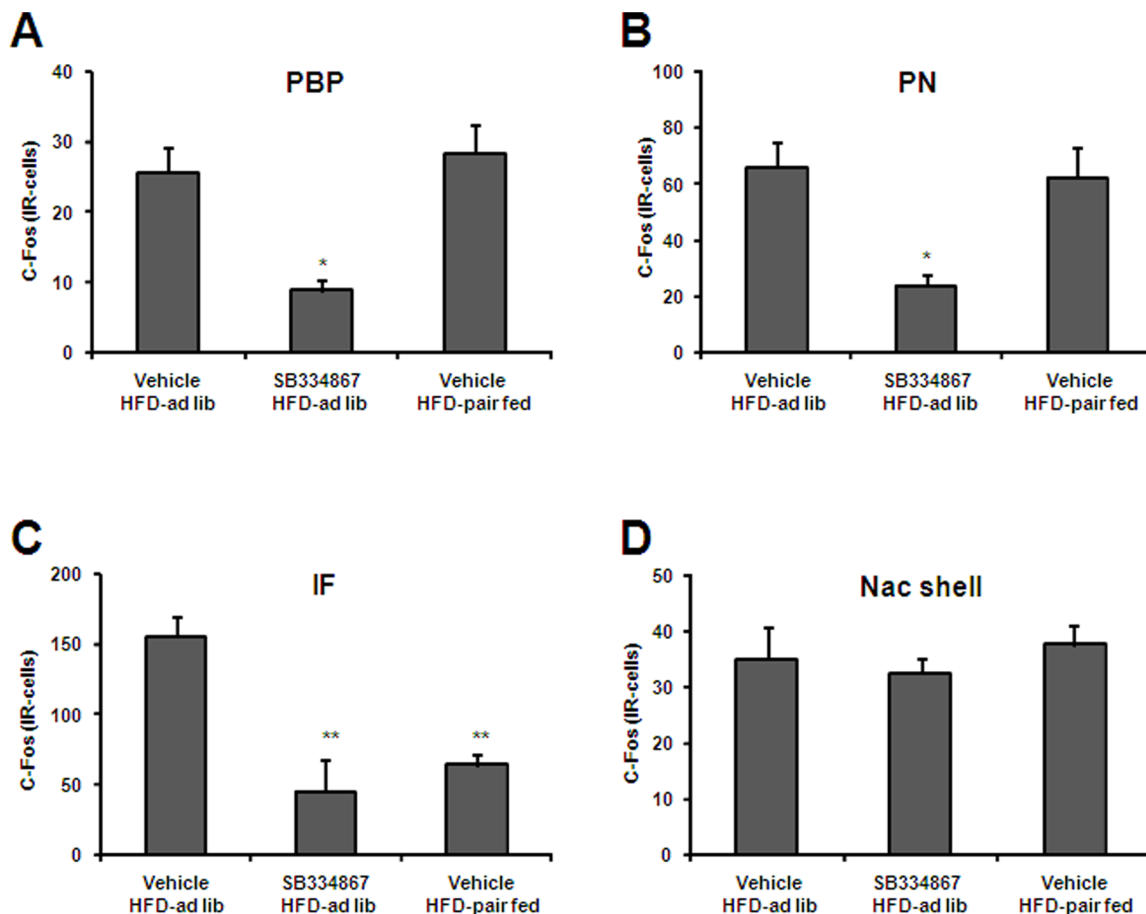 A
PBP
C-Fos (IR-cells)
40
30
20
10
0
*
Vehicle
HFD-ad lib
SB334867
HFD-ad lib
Vehicle
HFD-pair fed
B
PN
C-Fos (IR-cells)
100
80
60
40
20
0
*
Vehicle
HFD-ad lib
SB334867
HFD-ad lib
Vehicle
HFD-pair fed
C
IF
C-Fos (IR-cells)
200
150
100
50
0
**
**
Vehicle
HFD-ad lib
SB334867
HFD-ad lib
Vehicle
HFD-pair fed
D
Nac shell
C-Fos (IR-cells)
50
40
30
20
10
0
Vehicle
HFD-ad lib
SB334867
HFD-ad lib
Vehicle
HFD-pair fed